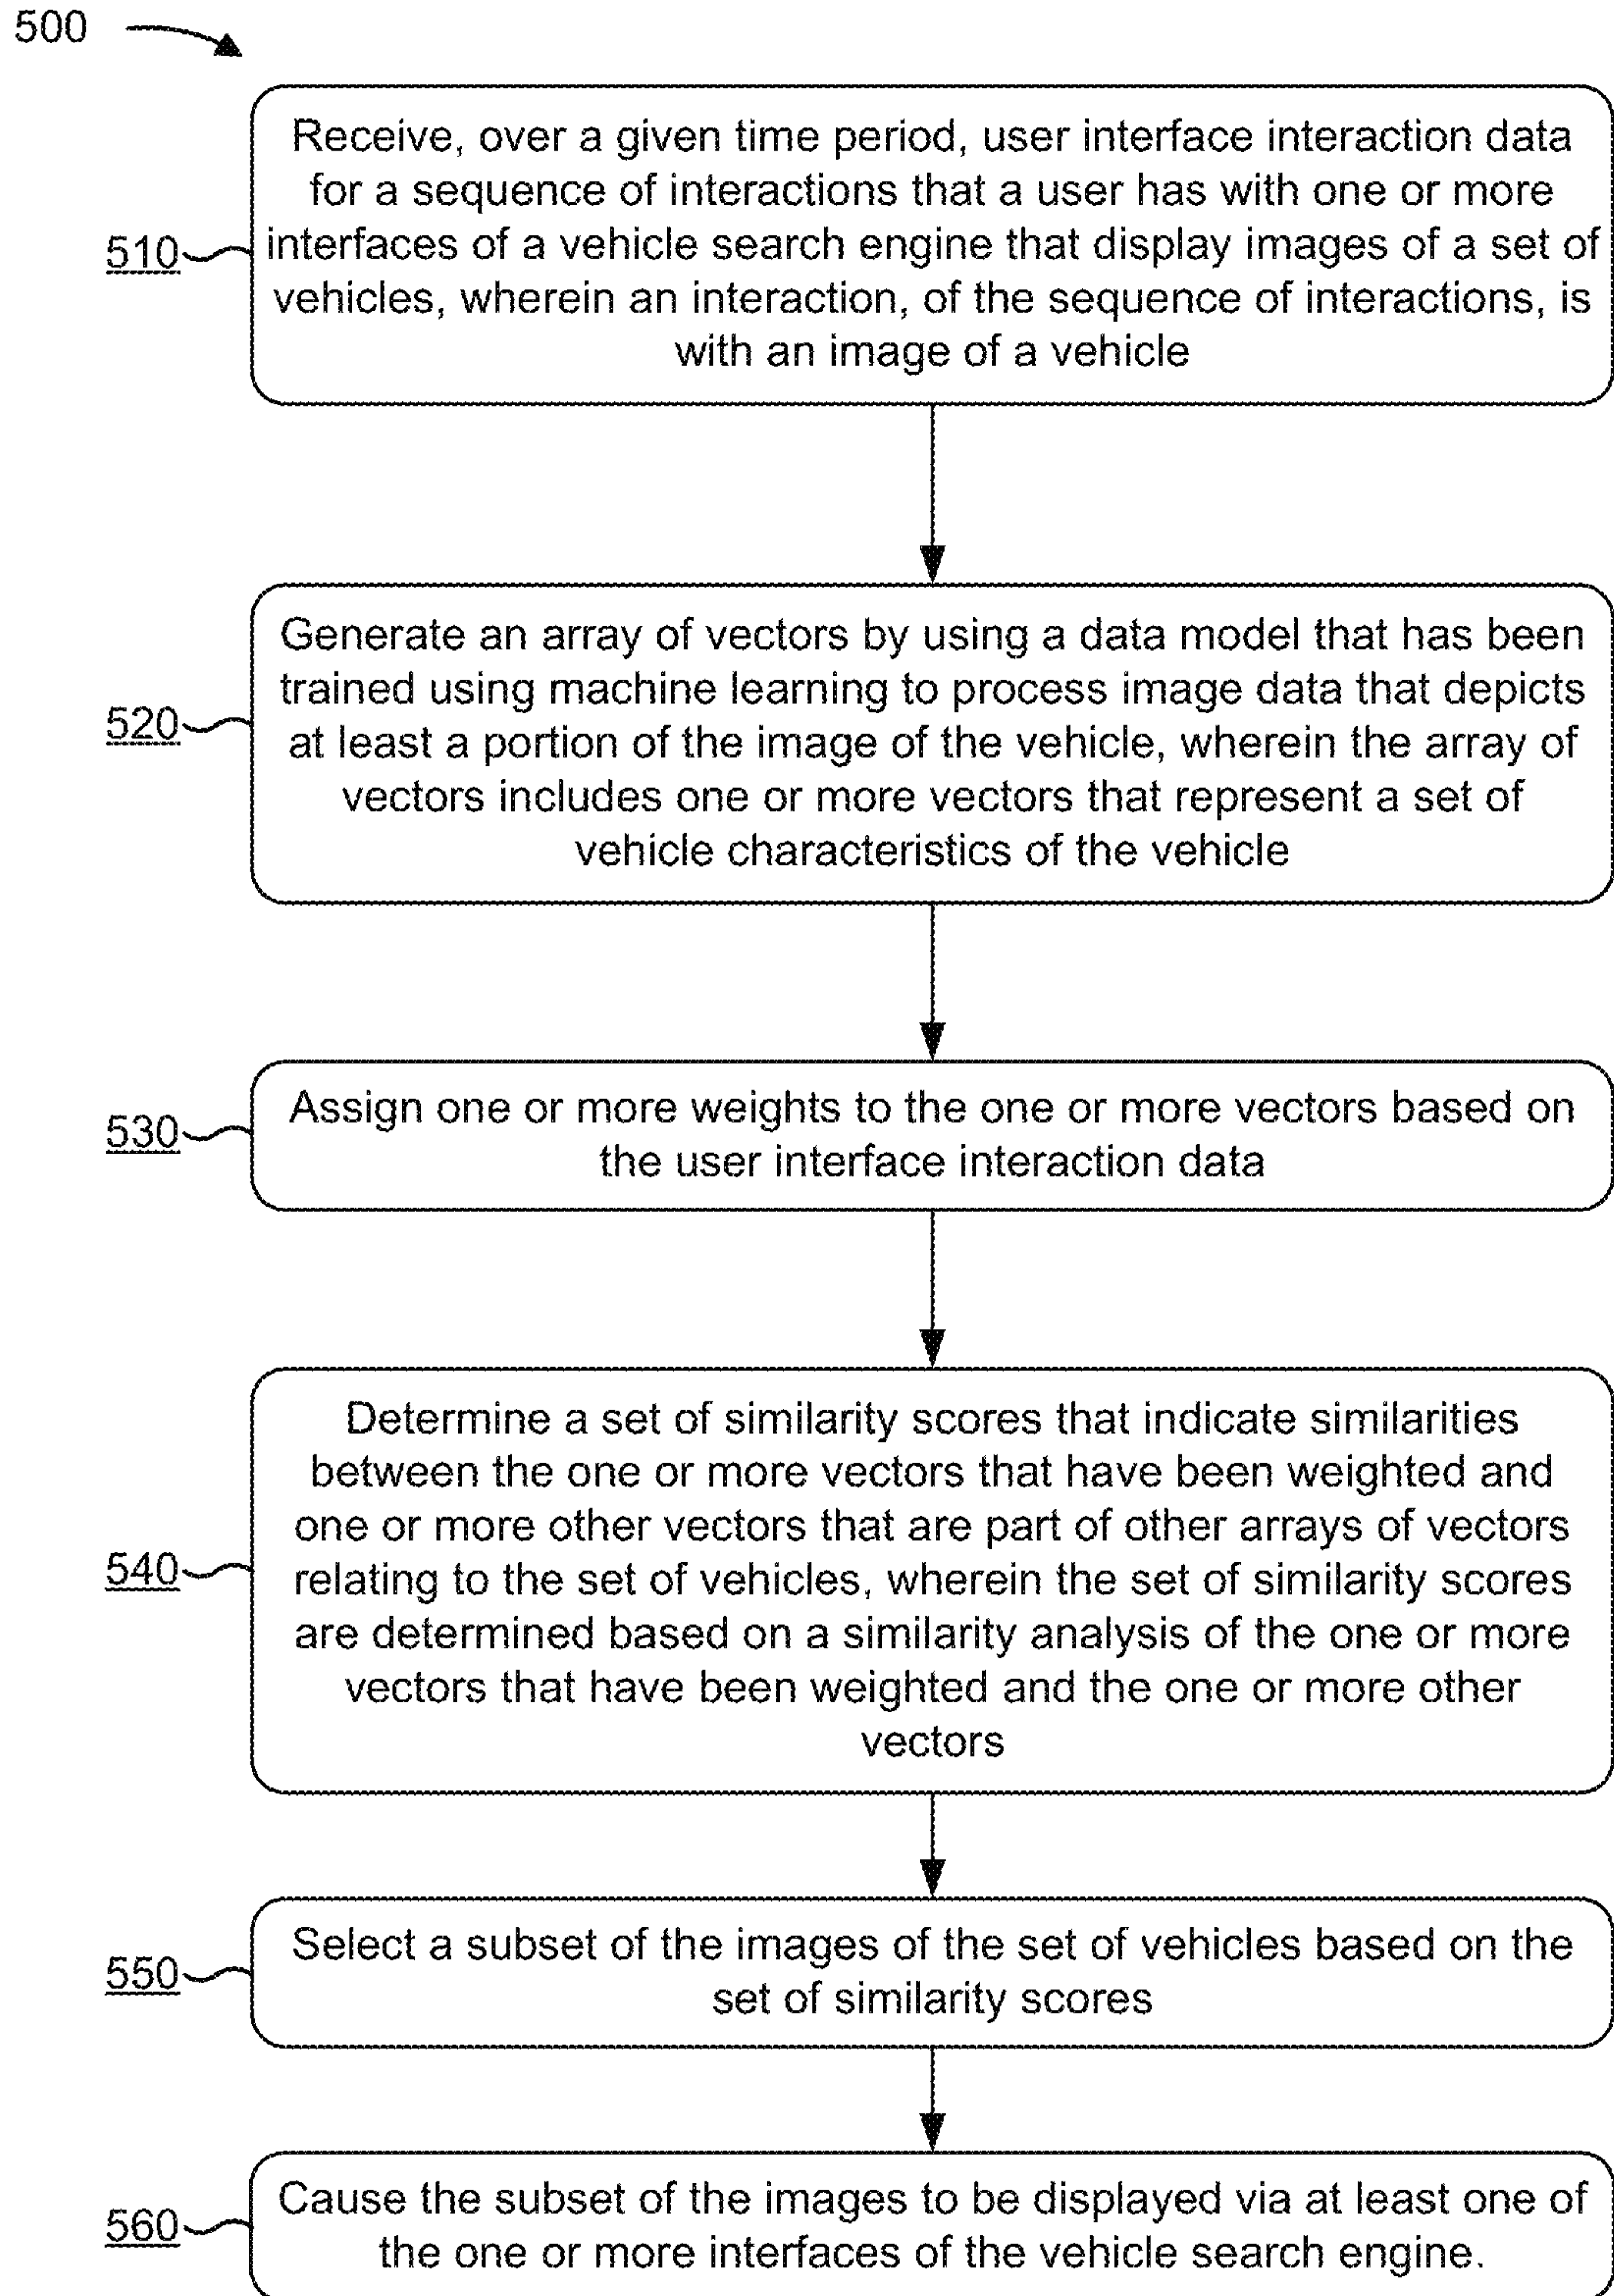 500
Receive, over a given time period, user interface interaction data
for a sequence of interactions that a user has with one or more
510
interfaces of a vehicle search engine that display images of a set of
vehicles, wherein an interaction, of the sequence of interactions, is
with an image of a vehicle
Generate an array of vectors by using a data model that has been
trained using machine learning to process image data that depicts
520
at least a portion of the image of the vehicle, wherein the array of
vectors includes one or more vectors that represent a set of
vehicle characteristics of the vehicle
530
Assign one or more weights to the one or more vectors based on
the user interface interaction data
Determine a set of similarity scores that indicate similarities
between the one or more vectors that have been weighted and
one or more other vectors that are part of other arrays of vectors
540
relating to the set of vehicles, wherein the set of similarity scores
are determined based on a similarity analysis of the one or more
vectors that have been weighted and the one or more other
vectors
550
Select a subset of the images of the set of vehicles based on the
set of similarity scores
560
Cause the subset of the images to be displayed via at least one of
the one or more interfaces of the vehicle search engine.